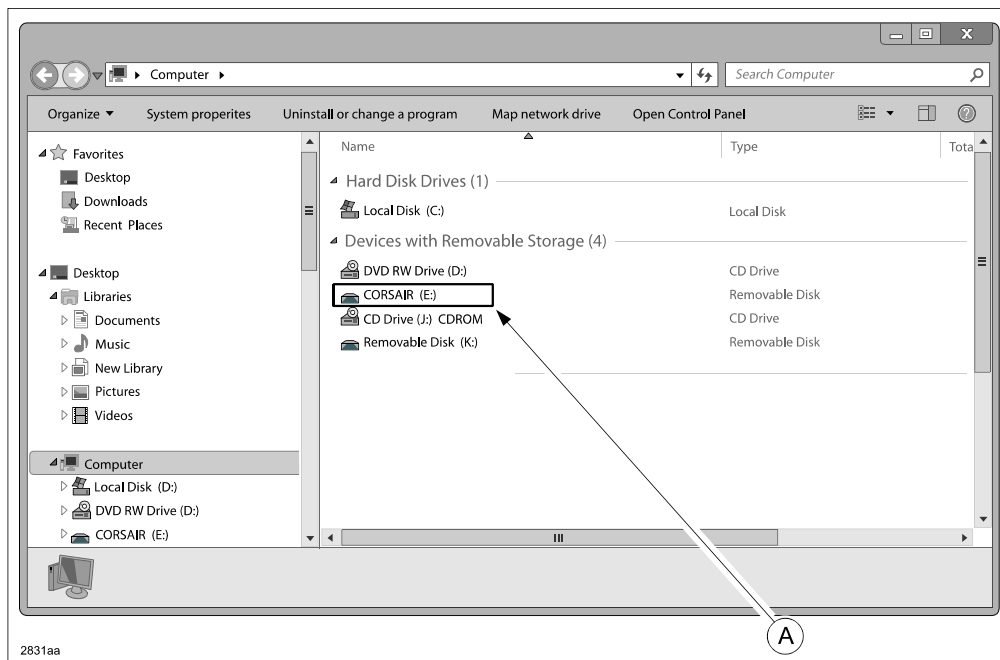 Computer
Search Computer
Organize
System properites
Uninstall or change a program
Map network drive
Open Control Panel
?
Favorites
Desktop
Downloads
Recent Places
Desktop
Libraries
Documents
Music
New Library
Pictures
Videos
Computer
Local Disk (D:)
DVD RW Drive (D:)
CORSAIR (E:)
Name
Type
Tota
Hard Disk Drives (1)
Local Disk (C:)
Local Disk
Devices with Removable Storage (4)
DVD RW Drive (D:)
CD Drive
CORSAIR (E:)
Removable Disk
CD Drive (J:) CDROM
CD Drive
Removable Disk (K:)
Removable Disk
A
2831aa